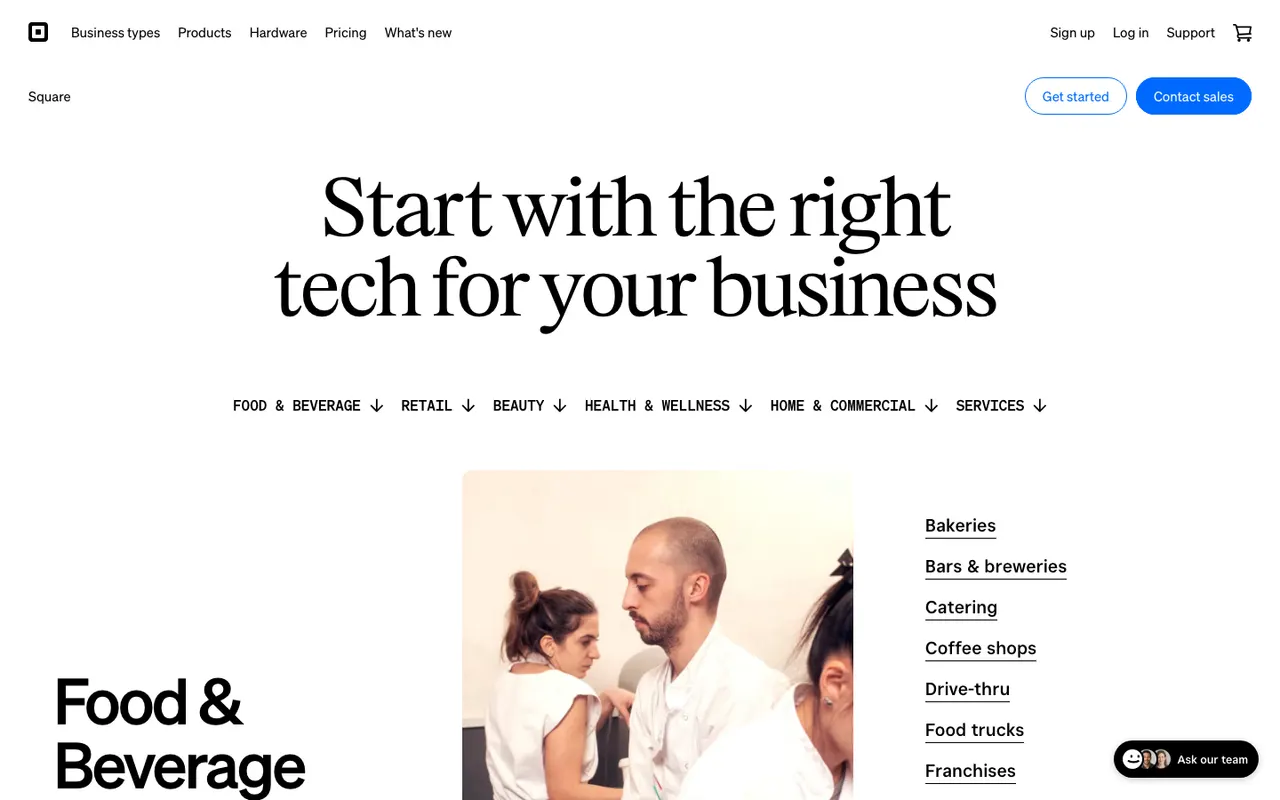 Business types Products Hardware Pricing What's new Sign up Log in Support
Square Get started Contact sales
Start with the right
tech for your business
FOOD & BEVERAGE ↓ RETAIL ↓ BEAUTY ↓ HEALTH & WELLNESS ↓ HOME & COMMERCIAL ↓ SERVICES ↓
Food &
Beverage
Bakeries
Bars & breweries
Catering
Coffee shops
Drive-thru
Food trucks
Franchises
Ask our team